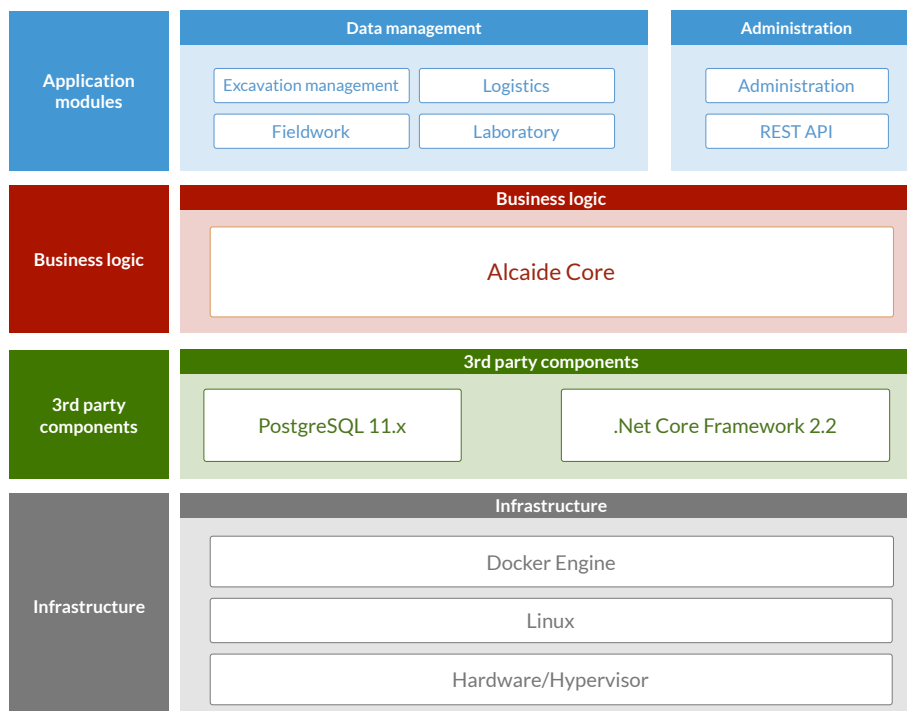 Application
modules
Data management
Excavation management
Logistics
Fieldwork
Laboratory
Administration
Administration
REST API
Business logic
Business logic
Alcaide Core
3rd party
components
3rd party components
PostgreSQL 11.x
.Net Core Framework 2.2
Infrastructure
Infrastructure
Docker Engine
Linux
Hardware/Hypervisor